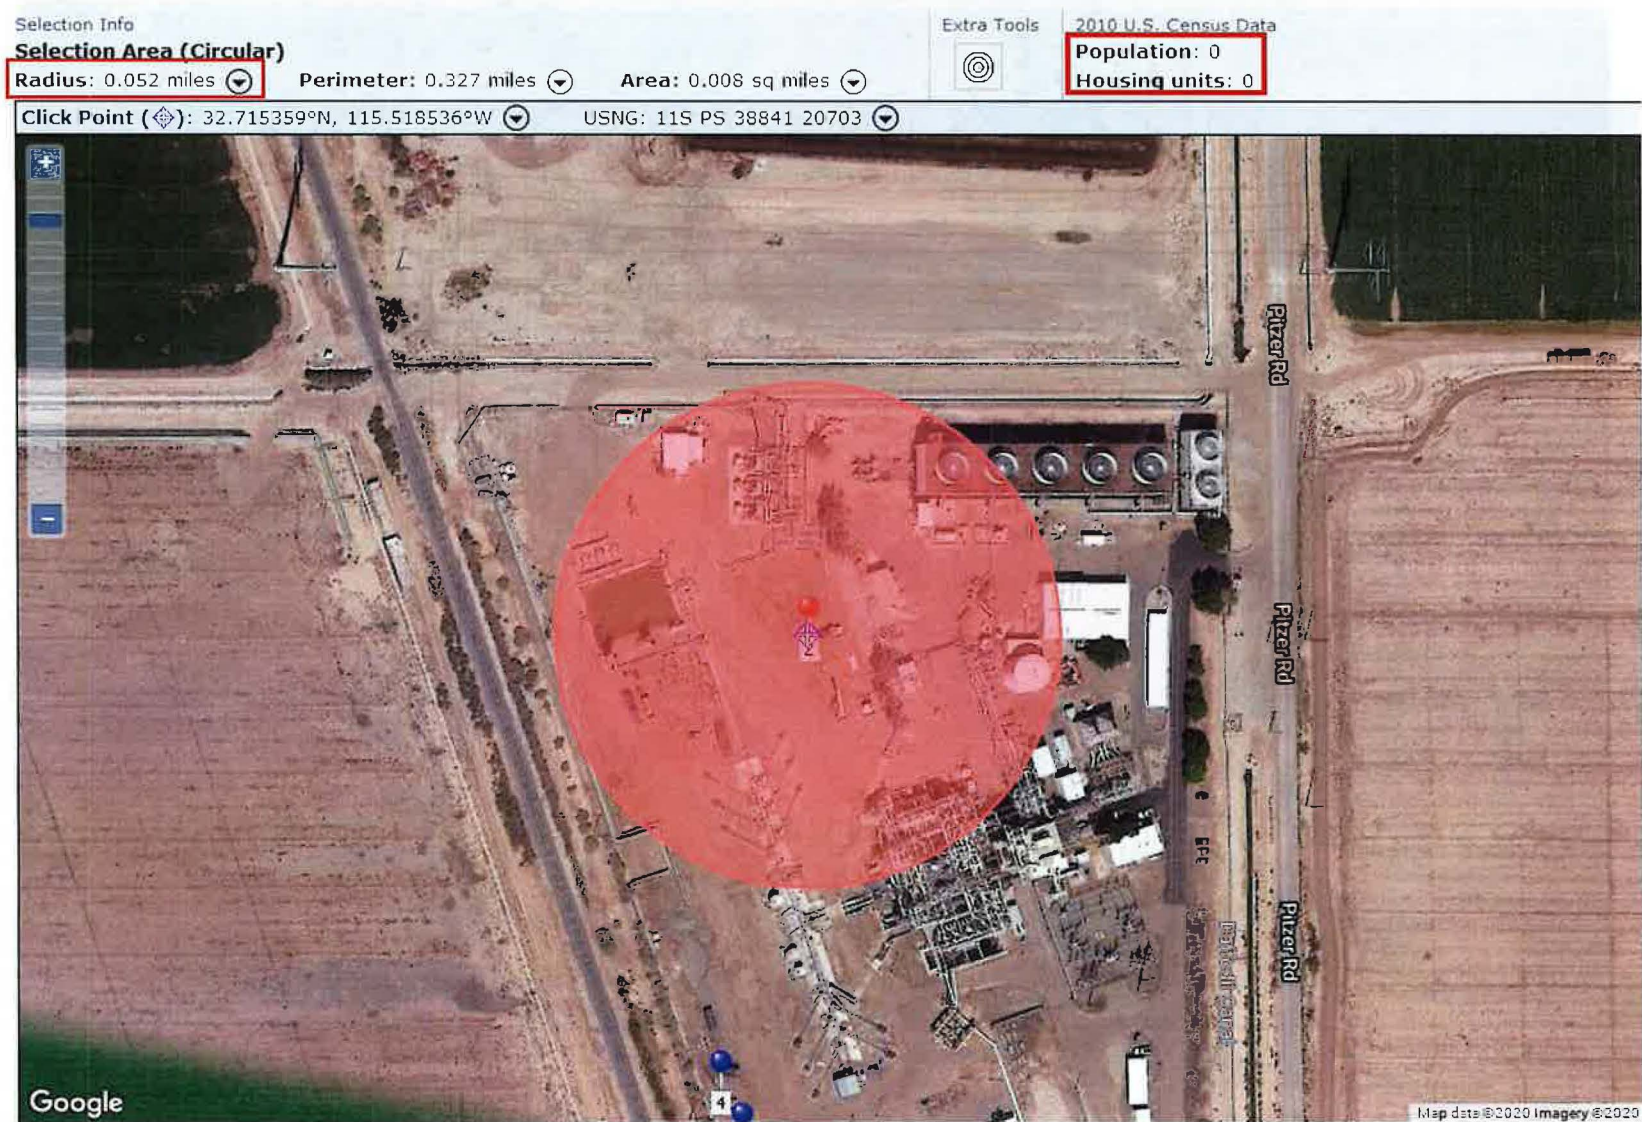 Selection Info
Extra Tools
2010 U.S. Census Data
Selection Area (Circular)
Population: 0
Radius: 0.052 miles
Perimeter: 0.327 miles
Area: 0.008 sq miles
Housing units: 0
Click Point ( ): 32.715359°N, 115.518536°W
USNG: 11S PS 38841 20703
+
-
Pitzer Rd
Pitzer Rd
Pitzer Rd
4
Google
Map data ©2020 Imagery ©2020